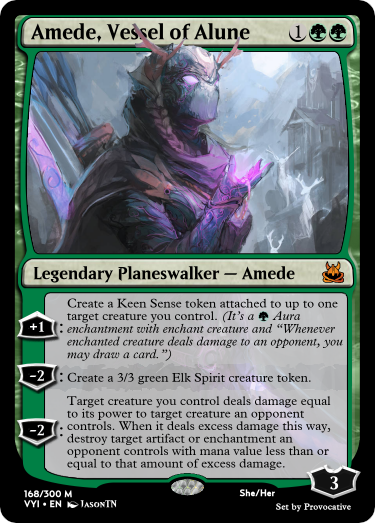 Amede, Vessel of Alune 1
Legendary Planeswalker — Amede
Create a Keen Sense token attached to up to one
target creature you control. (It's a Aura
+1: enchantment with enchant creature and “Whenever
enchanted creature deals damage to an opponent, you
may draw a card.”)
-2: Create a 3/3 green Elk Spirit creature token.
Target creature you control deals damage equal
to its power to target creature an opponent
-2: controls. When it deals excess damage this way,
destroy target artifact or enchantment an
opponent controls with mana value less than or
equal to that amount of excess damage.
3
168/300 M She/Her
VYI • EN JasonTN Set by Provocative